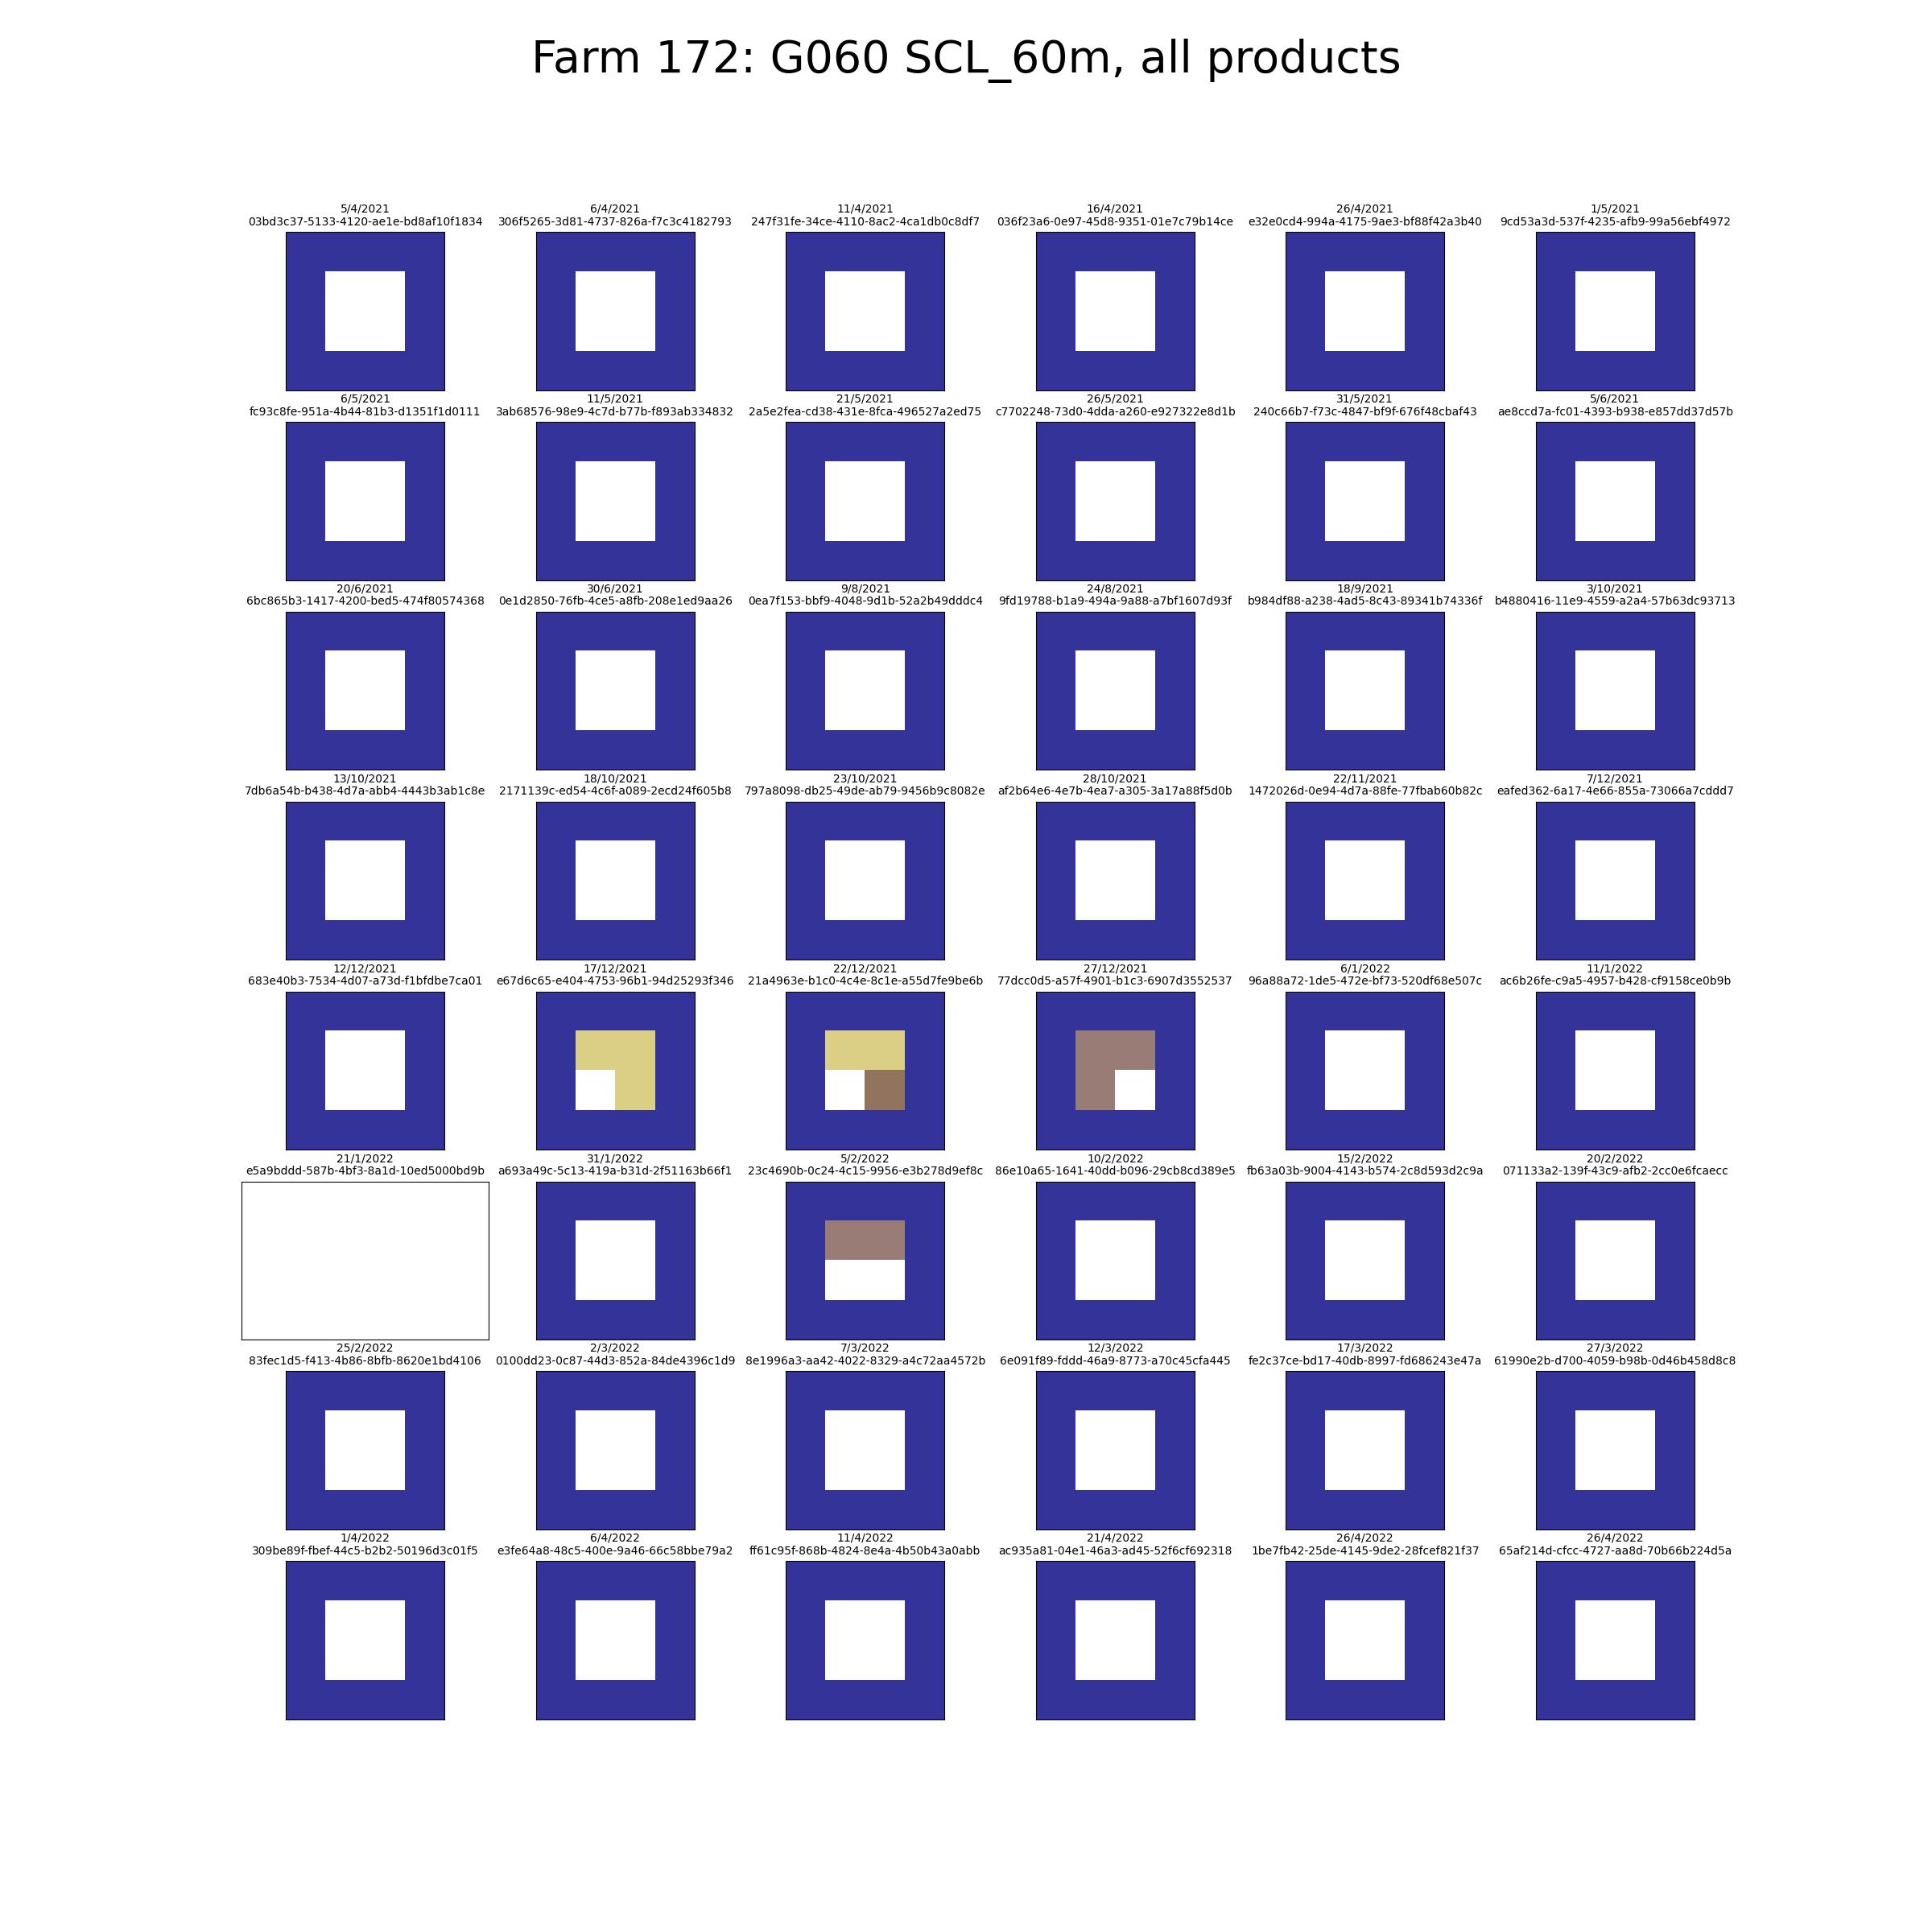 Farm 172: G060 SCL_60m, all products
5/4/2021
03bd3c37-5133-4120-ae1e-bd8af10f1834
6/4/2021
306f5265-3d81-4737-826a-f7c3c4182793
11/4/2021
247f31fe-34ce-4110-8ac2-4ca1db0c8df7
16/4/2021
036f23a6-0e97-45d8-9351-01e7c79b14ce
26/4/2021
e32e0cd4-994a-4175-9ae3-bf88f42a3b40
1/5/2021
9cd53a3d-537f-4235-afb9-99a56ebf4972
6/5/2021
fc93c8fe-951a-4b44-81b3-d1351f1d0111
11/5/2021
3ab68576-98e9-4c7d-b77b-f893ab334832
21/5/2021
2a5e2fea-cd38-431e-8fca-496527a2ed75
26/5/2021
c7702248-73d0-4dda-a260-e927322e8d1b
31/5/2021
240c66b7-f73c-4847-bf9f-676f48cbaf43
5/6/2021
ae8ccd7a-fc01-4393-b938-e857dd37d57b
20/6/2021
6bc865b3-1417-4200-bed5-474f80574368
30/6/2021
0e1d2850-76fb-4ce5-a8fb-208e1ed9aa26
9/8/2021
0ea7f153-bbf9-4048-9d1b-52a2b49dddc4
24/8/2021
9fd19788-b1a9-494a-9a88-a7bf1607d93f
18/9/2021
b984df88-a238-4ad5-8c43-89341b74336f
3/10/2021
b4880416-11e9-4559-a2a4-57b63dc93713
13/10/2021
7db6a54b-b438-4d7a-abb4-4443b3ab1c8e
18/10/2021
2171139c-ed54-4c6f-a089-2ecd24f605b8
23/10/2021
797a8098-db25-49de-ab79-9456b9c8082e
28/10/2021
af2b64e6-4e7b-4ea7-a305-3a17a88f5d0b
22/11/2021
1472026d-0e94-4d7a-88fe-77fbab60b82c
7/12/2021
eafed362-6a17-4e66-855a-73066a7cddd7
12/12/2021
683e40b3-7534-4d07-a73d-f1bfdbe7ca01
17/12/2021
e67d6c65-e404-4753-96b1-94d25293f346
22/12/2021
21a4963e-b1c0-4c4e-8c1e-a55d7fe9be6b
27/12/2021
77dcc0d5-a57f-4901-b1c3-6907d3552537
6/1/2022
96a88a72-1de5-472e-bf73-520df68e507c
11/1/2022
ac6b26fe-c9a5-4957-b428-cf9158ce0b9b
21/1/2022
e5a9bddd-587b-4bf3-8a1d-10ed5000bd9b
31/1/2022
a693a49c-5c13-419a-b31d-2f51163b66f1
5/2/2022
23c4690b-0c24-4c15-9956-e3b278d9ef8c
10/2/2022
86e10a65-1641-40dd-b096-29cb8cd389e5
15/2/2022
fb63a03b-9004-4143-b574-2c8d593d2c9a
20/2/2022
071133a2-139f-43c9-afb2-2cc0e6fcaecc
25/2/2022
83fec1d5-f413-4b86-8bfb-8620e1bd4106
2/3/2022
0100dd23-0c87-44d3-852a-84de4396c1d9
7/3/2022
8e1996a3-aa42-4022-8329-a4c72aa4572b
12/3/2022
6e091f89-fddd-46a9-8773-a70c45cfa445
17/3/2022
fe2c37ce-bd17-40db-8997-fd686243e47a
27/3/2022
61990e2b-d700-4059-b98b-0d46b458d8c8
1/4/2022
309be89f-fbef-44c5-b2b2-50196d3c01f5
6/4/2022
e3fe64a8-48c5-400e-9a46-66c58bbe79a2
11/4/2022
ff61c95f-868b-4824-8e4a-4b50b43a0abb
21/4/2022
ac935a81-04e1-46a3-ad45-52f6cf692318
26/4/2022
1be7fb42-25de-4145-9de2-28fcef821f37
26/4/2022
65af214d-cfcc-4727-aa8d-70b66b224d5a